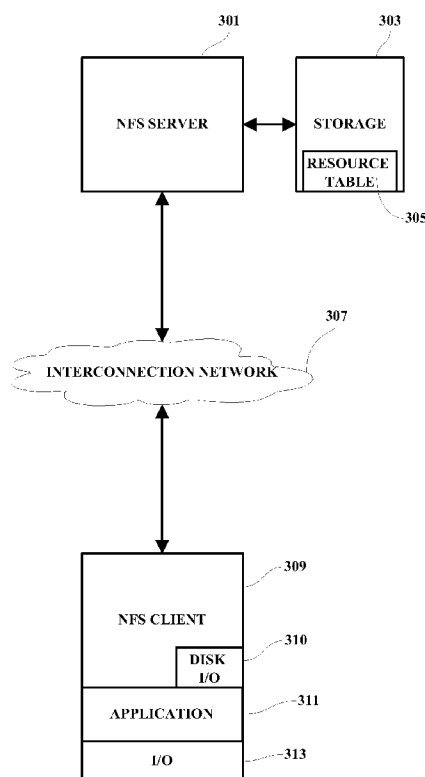 301
303
NFS SERVER
STORAGE
RESOURCE
TABLE
305
307
INTERCONNECTION NETWORK
309
NFS CLIENT
310
DISK
I/O
311
APPLICATION
313
I/O